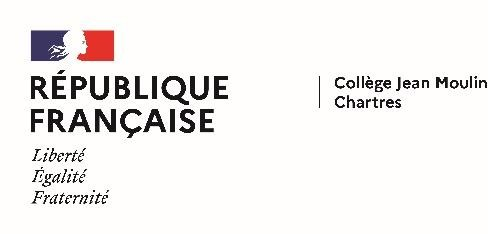 RÉPUBLIQUE
FRANÇAISE
Liberté
Égalité
Fraternité
Collège Jean Moulin
Chartres